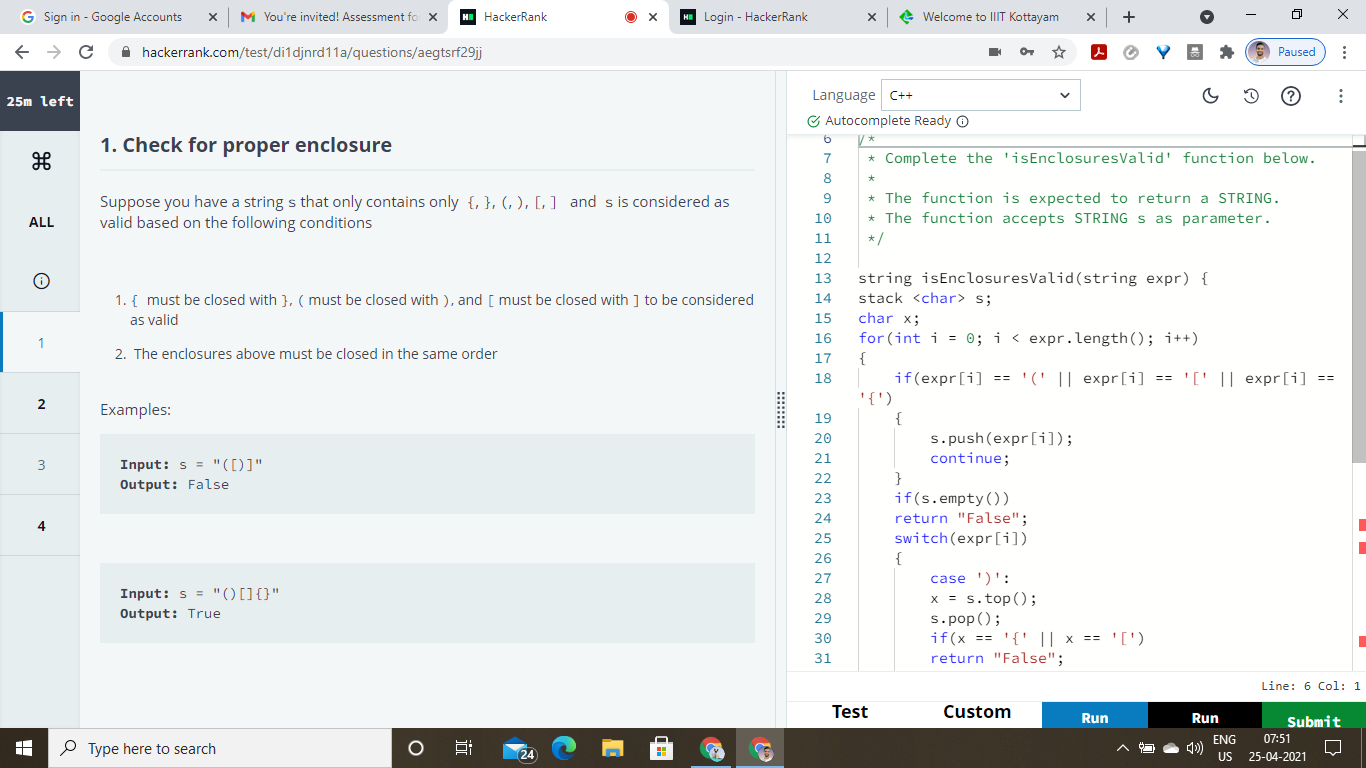 Sign in - Google Accounts
You're invited! Assessment fo
HackerRank
Login - HackerRank
Welcome to IIIT Kottayam
hackerrank.com/test/di1djnrd11a/questions/aegtsrf29jj
Paused
25m left
ALL
1
2
3
4
1. Check for proper enclosure
Suppose you have a string s that only contains only {, }, (, ), [, ] and s is considered as
valid based on the following conditions
1. { must be closed with }, ( must be closed with ), and [ must be closed with ] to be considered
as valid
2. The enclosures above must be closed in the same order
Examples:
Input: s = "([)]"
Output: False
Input: s = "()[]{}"
Output: True
Language C++
Autocomplete Ready
6 /*
7 * Complete the 'isEnclosuresValid' function below.
8 *
9 * The function is expected to return a STRING.
10 * The function accepts STRING s as parameter.
11 */
12
13 string isEnclosuresValid(string expr) {
14 stack <char> s;
15 char x;
16 for(int i = 0; i < expr.length(); i++)
17 {
18 if(expr[i] == '(' || expr[i] == '[' || expr[i] ==
'{')
19 {
20 s.push(expr[i]);
21 continue;
22 }
23 if(s.empty())
24 return "False";
25 switch(expr[i])
26 {
27 case ')':
28 x = s.top();
29 s.pop();
30 if(x == '{' || x == '[')
31 return "False";
Line: 6 Col: 1
Test
Custom
Run
Run
Submit
Type here to search
24
ENG
US
07:51
25-04-2021